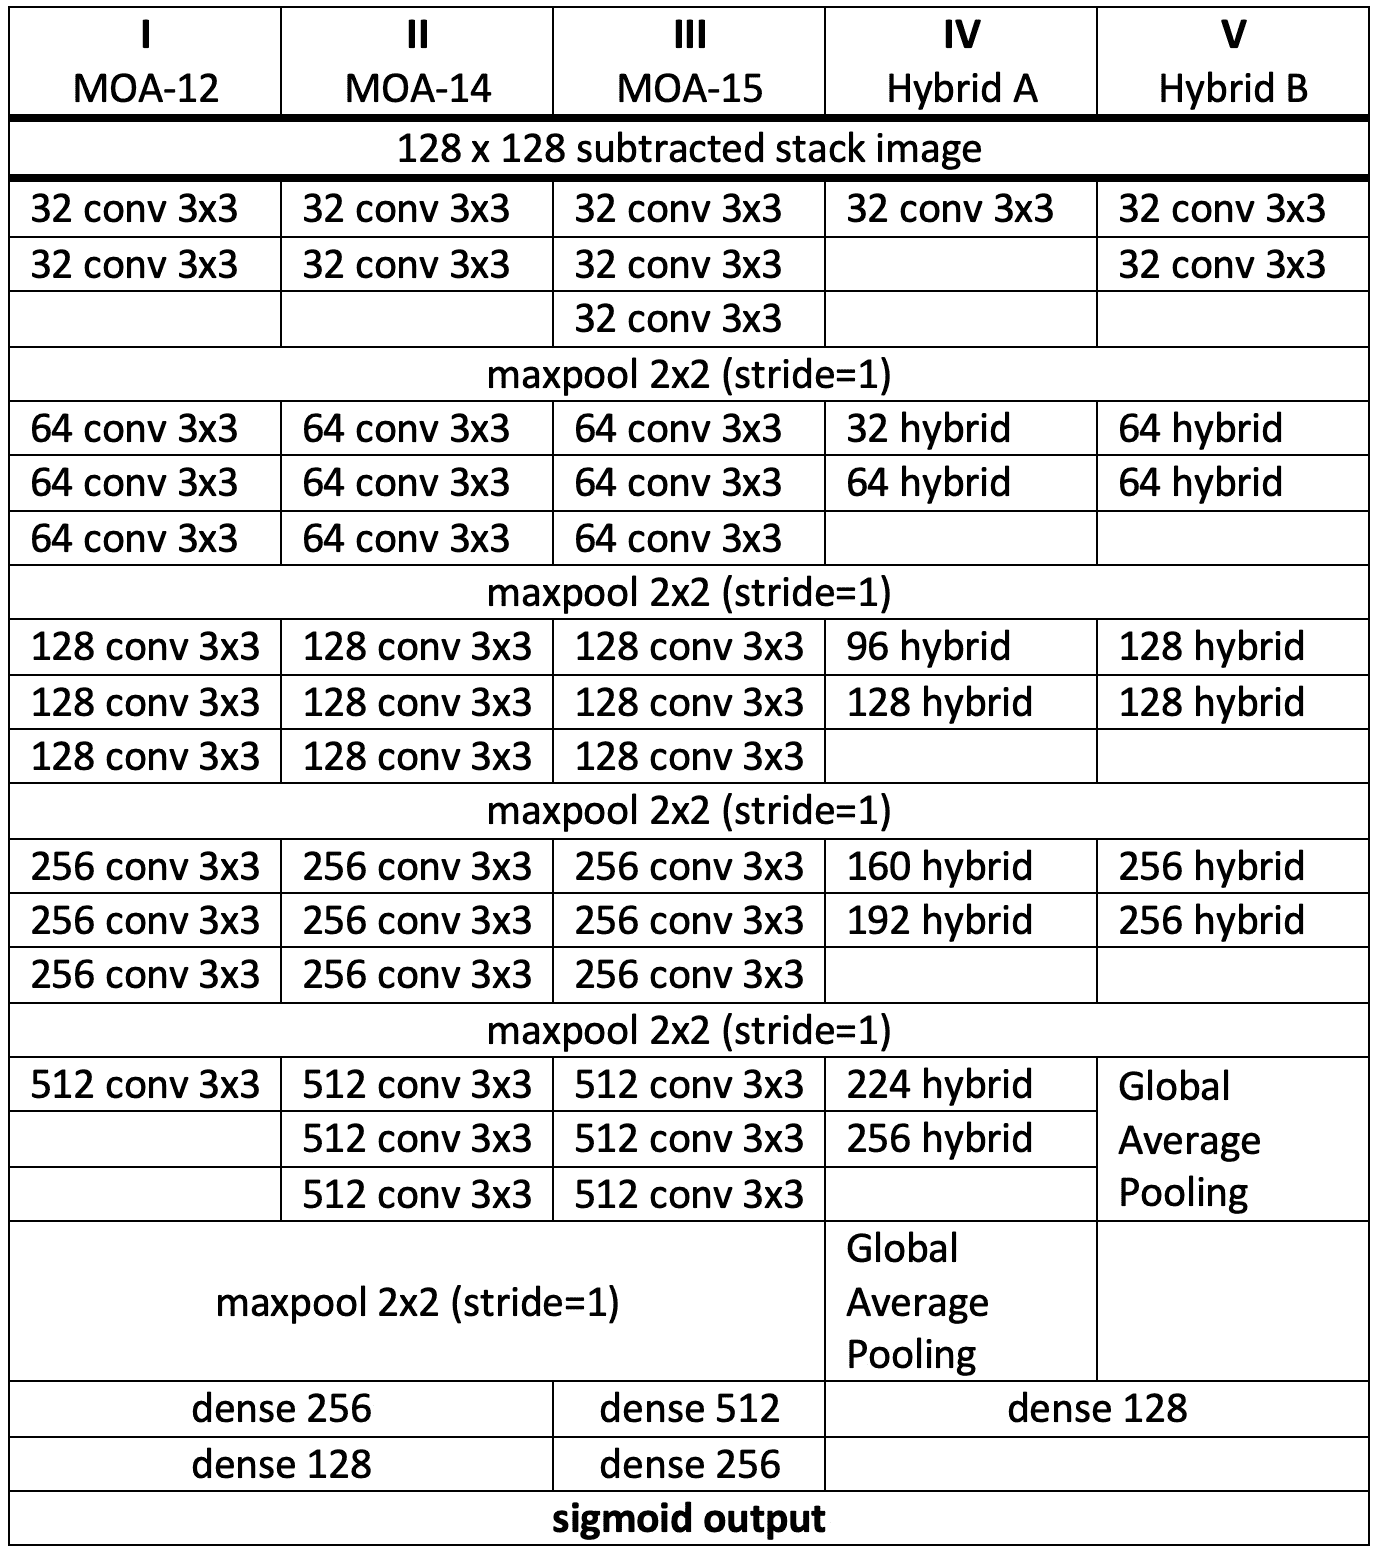 I II III IV V
MOA-12 MOA-14 MOA-15 Hybrid A Hybrid B
128 x 128 subtracted stack image
32 conv 3x3 32 conv 3x3 32 conv 3x3 32 conv 3x3 32 conv 3x3
32 conv 3x3 32 conv 3x3 32 conv 3x3 32 conv 3x3
32 conv 3x3
maxpool 2x2 (stride=1)
64 conv 3x3 64 conv 3x3 64 conv 3x3 32 hybrid 64 hybrid
64 conv 3x3 64 conv 3x3 64 conv 3x3 64 hybrid 64 hybrid
64 conv 3x3 64 conv 3x3 64 conv 3x3
maxpool 2x2 (stride=1)
128 conv 3x3 128 conv 3x3 128 conv 3x3 96 hybrid 128 hybrid
128 conv 3x3 128 conv 3x3 128 conv 3x3 128 hybrid 128 hybrid
128 conv 3x3 128 conv 3x3 128 conv 3x3
maxpool 2x2 (stride=1)
256 conv 3x3 256 conv 3x3 256 conv 3x3 160 hybrid 256 hybrid
256 conv 3x3 256 conv 3x3 256 conv 3x3 192 hybrid 256 hybrid
256 conv 3x3 256 conv 3x3 256 conv 3x3
maxpool 2x2 (stride=1)
512 conv 3x3 512 conv 3x3 512 conv 3x3 224 hybrid Global
512 conv 3x3 512 conv 3x3 256 hybrid Average
512 conv 3x3 512 conv 3x3 Pooling
Global
maxpool 2x2 (stride=1) Average
Pooling
dense 256 dense 512 dense 128
dense 128 dense 256
sigmoid output